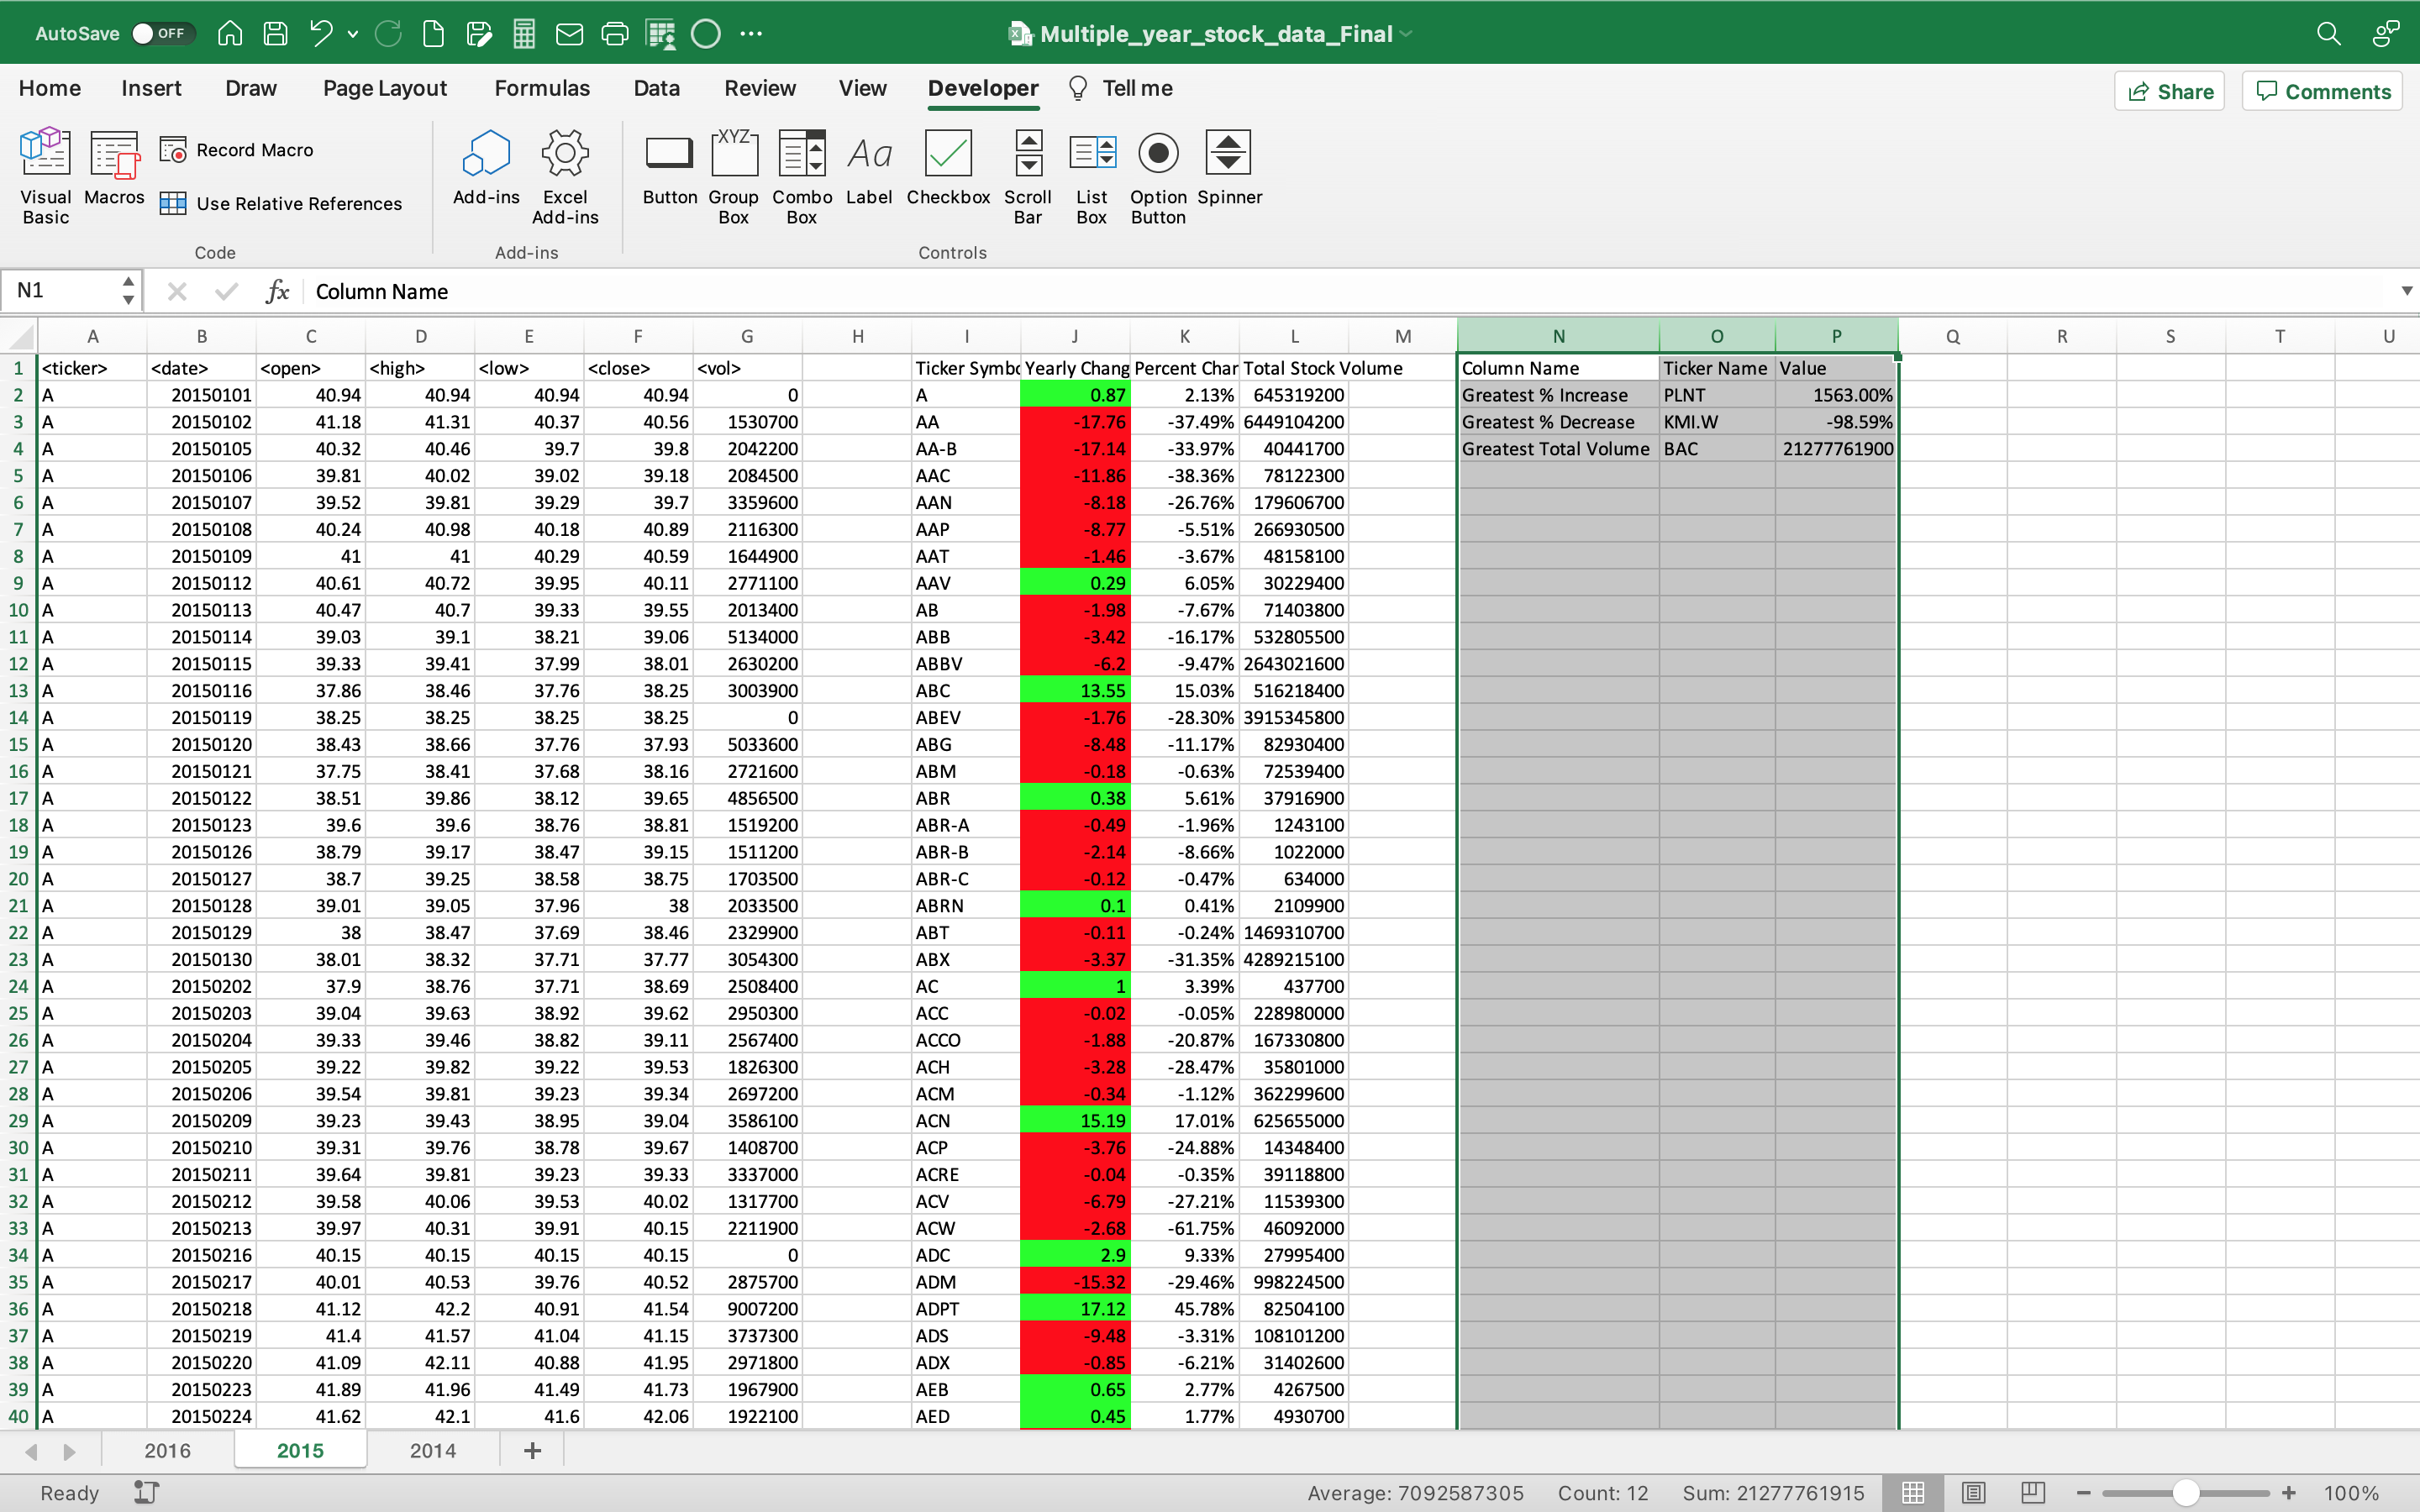 AutoSave OFF Multiple_year_stock_data_Final
Home Insert Draw Page Layout Formulas Data Review View Developer Tell me Share Comments
Visual Basic Macros Record Macro Use Relative References Add-ins Excel Add-ins Button XYZ Group Box Combo Box Aa Label Checkbox Scroll Bar List Box Option Button Spinner
Code Add-ins Controls
N1 fx Column Name
A B C D E F G H I J K L M N O P Q R S T U
1 <ticker> <date> <open> <high> <low> <close> <vol> Ticker Symbo Yearly Chang Percent Char Total Stock Volume Column Name Ticker Name Value
2 A 20150101 40.94 40.94 40.94 40.94 0 A 0.87 2.13% 645319200 Greatest % Increase PLNT 1563.00%
3 A 20150102 41.18 41.31 40.37 40.56 1530700 AA -17.76 -37.49% 6449104200 Greatest % Decrease KMI.W -98.59%
4 A 20150105 40.32 40.46 39.7 39.8 2042200 AA-B -17.14 -33.97% 40441700 Greatest Total Volume BAC 21277761900
5 A 20150106 39.81 40.02 39.02 39.18 2084500 AAC -11.86 -38.36% 78122300
6 A 20150107 39.52 39.81 39.29 39.7 3359600 AAN -8.18 -26.76% 179606700
7 A 20150108 40.24 40.98 40.18 40.89 2116300 AAP -8.77 -5.51% 266930500
8 A 20150109 41 41 40.29 40.59 1644900 AAT -1.46 -3.67% 48158100
9 A 20150112 40.61 40.72 39.95 40.11 2771100 AAV 0.29 6.05% 30229400
10 A 20150113 40.47 40.7 39.33 39.55 2013400 AB -1.98 -7.67% 71403800
11 A 20150114 39.03 39.1 38.21 39.06 5134000 ABB -3.42 -16.17% 532805500
12 A 20150115 39.33 39.41 37.99 38.01 2630200 ABBV -6.2 -9.47% 2643021600
13 A 20150116 37.86 38.46 37.76 38.25 3003900 ABC 13.55 15.03% 516218400
14 A 20150119 38.25 38.25 38.25 38.25 0 ABEV -1.76 -28.30% 3915345800
15 A 20150120 38.43 38.66 37.76 37.93 5033600 ABG -8.48 -11.17% 82930400
16 A 20150121 37.75 38.41 37.68 38.16 2721600 ABM -0.18 -0.63% 72539400
17 A 20150122 38.51 39.86 38.12 39.65 4856500 ABR 0.38 5.61% 37916900
18 A 20150123 39.6 39.6 38.76 38.81 1519200 ABR-A -0.49 -1.96% 1243100
19 A 20150126 38.79 39.17 38.47 39.15 1511200 ABR-B -2.14 -8.66% 1022000
20 A 20150127 38.7 39.25 38.58 38.75 1703500 ABR-C -0.12 -0.47% 634000
21 A 20150128 39.01 39.05 37.96 38 2033500 ABRN 0.1 0.41% 2109900
22 A 20150129 38 38.47 37.69 38.46 2329900 ABT -0.11 -0.24% 1469310700
23 A 20150130 38.01 38.32 37.71 37.77 3054300 ABX -3.37 -31.35% 4289215100
24 A 20150202 37.9 38.76 37.71 38.69 2508400 AC 1 3.39% 437700
25 A 20150203 39.04 39.63 38.92 39.62 2950300 ACC -0.02 -0.05% 228980000
26 A 20150204 39.33 39.46 38.82 39.11 2567400 ACCO -1.88 -20.87% 167330800
27 A 20150205 39.22 39.82 39.22 39.53 1826300 ACH -3.28 -28.47% 35801000
28 A 20150206 39.54 39.81 39.23 39.34 2697200 ACM -0.34 -1.12% 362299600
29 A 20150209 39.23 39.43 38.95 39.04 3586100 ACN 15.19 17.01% 625655000
30 A 20150210 39.31 39.76 38.78 39.67 1408700 ACP -3.76 -24.88% 14348400
31 A 20150211 39.64 39.81 39.23 39.33 3337000 ACRE -0.04 -0.35% 39118800
32 A 20150212 39.58 40.06 39.53 40.02 1317700 ACV -6.79 -27.21% 11539300
33 A 20150213 39.97 40.31 39.91 40.15 2211900 ACW -2.68 -61.75% 46092000
34 A 20150216 40.15 40.15 40.15 40.15 0 ADC 2.9 9.33% 27995400
35 A 20150217 40.01 40.53 39.76 40.52 2875700 ADM -15.32 -29.46% 998224500
36 A 20150218 41.12 42.2 40.91 41.54 9007200 ADPT 17.12 45.78% 82504100
37 A 20150219 41.4 41.57 41.04 41.15 3737300 ADS -9.48 -3.31% 108101200
38 A 20150220 41.09 42.11 40.88 41.95 2971800 ADX -0.85 -6.21% 31402600
39 A 20150223 41.89 41.96 41.49 41.73 1967900 AEB 0.65 2.77% 4267500
40 A 20150224 41.62 42.1 41.6 42.06 1922100 AED 0.45 1.77% 4930700
2016 2015 2014
Ready Average: 7092587305 Count: 12 Sum: 21277761915 100%